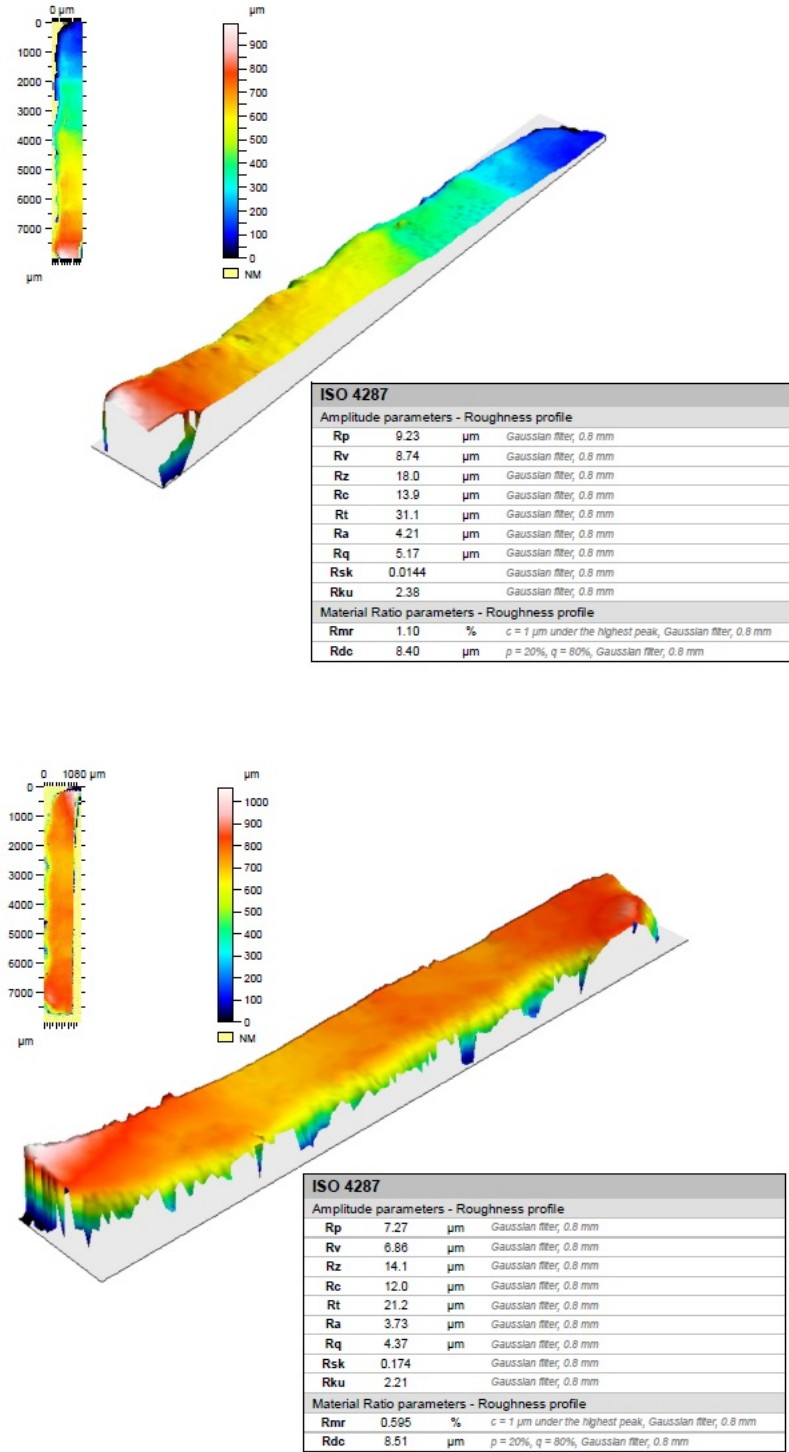 0 µm
0
1000
2000
3000
4000
5000
6000
7000
µm
µm
900
800
700
600
500
400
300
200
100
0
NM
ISO 4287
Amplitude parameters - Roughness profile
Rp 9.23 µm Gaussian filter, 0.8 mm
Rv 8.74 µm Gaussian filter, 0.8 mm
Rz 18.0 µm Gaussian filter, 0.8 mm
Rc 13.9 µm Gaussian filter, 0.8 mm
Rt 31.1 µm Gaussian filter, 0.8 mm
Ra 4.21 µm Gaussian filter, 0.8 mm
Rq 5.17 µm Gaussian filter, 0.8 mm
Rsk 0.0144 Gaussian filter, 0.8 mm
Rku 2.38 Gaussian filter, 0.8 mm
Material Ratio parameters - Roughness profile
Rmr 1.10 % c = 1 µm under the highest peak, Gaussian filter, 0.8 mm
Rdc 8.40 µm p = 20%, q = 80%, Gaussian filter, 0.8 mm
0 1080 µm
0
1000
2000
3000
4000
5000
6000
7000
µm
µm
1000
900
800
700
600
500
400
300
200
100
0
NM
ISO 4287
Amplitude parameters - Roughness profile
Rp 7.27 µm Gaussian filter, 0.8 mm
Rv 6.86 µm Gaussian filter, 0.8 mm
Rz 14.1 µm Gaussian filter, 0.8 mm
Rc 12.0 µm Gaussian filter, 0.8 mm
Rt 21.2 µm Gaussian filter, 0.8 mm
Ra 3.73 µm Gaussian filter, 0.8 mm
Rq 4.37 µm Gaussian filter, 0.8 mm
Rsk 0.174 Gaussian filter, 0.8 mm
Rku 2.21 Gaussian filter, 0.8 mm
Material Ratio parameters - Roughness profile
Rmr 0.595 % c = 1 µm under the highest peak, Gaussian filter, 0.8 mm
Rdc 8.51 µm p = 20%, q = 80%, Gaussian filter, 0.8 mm